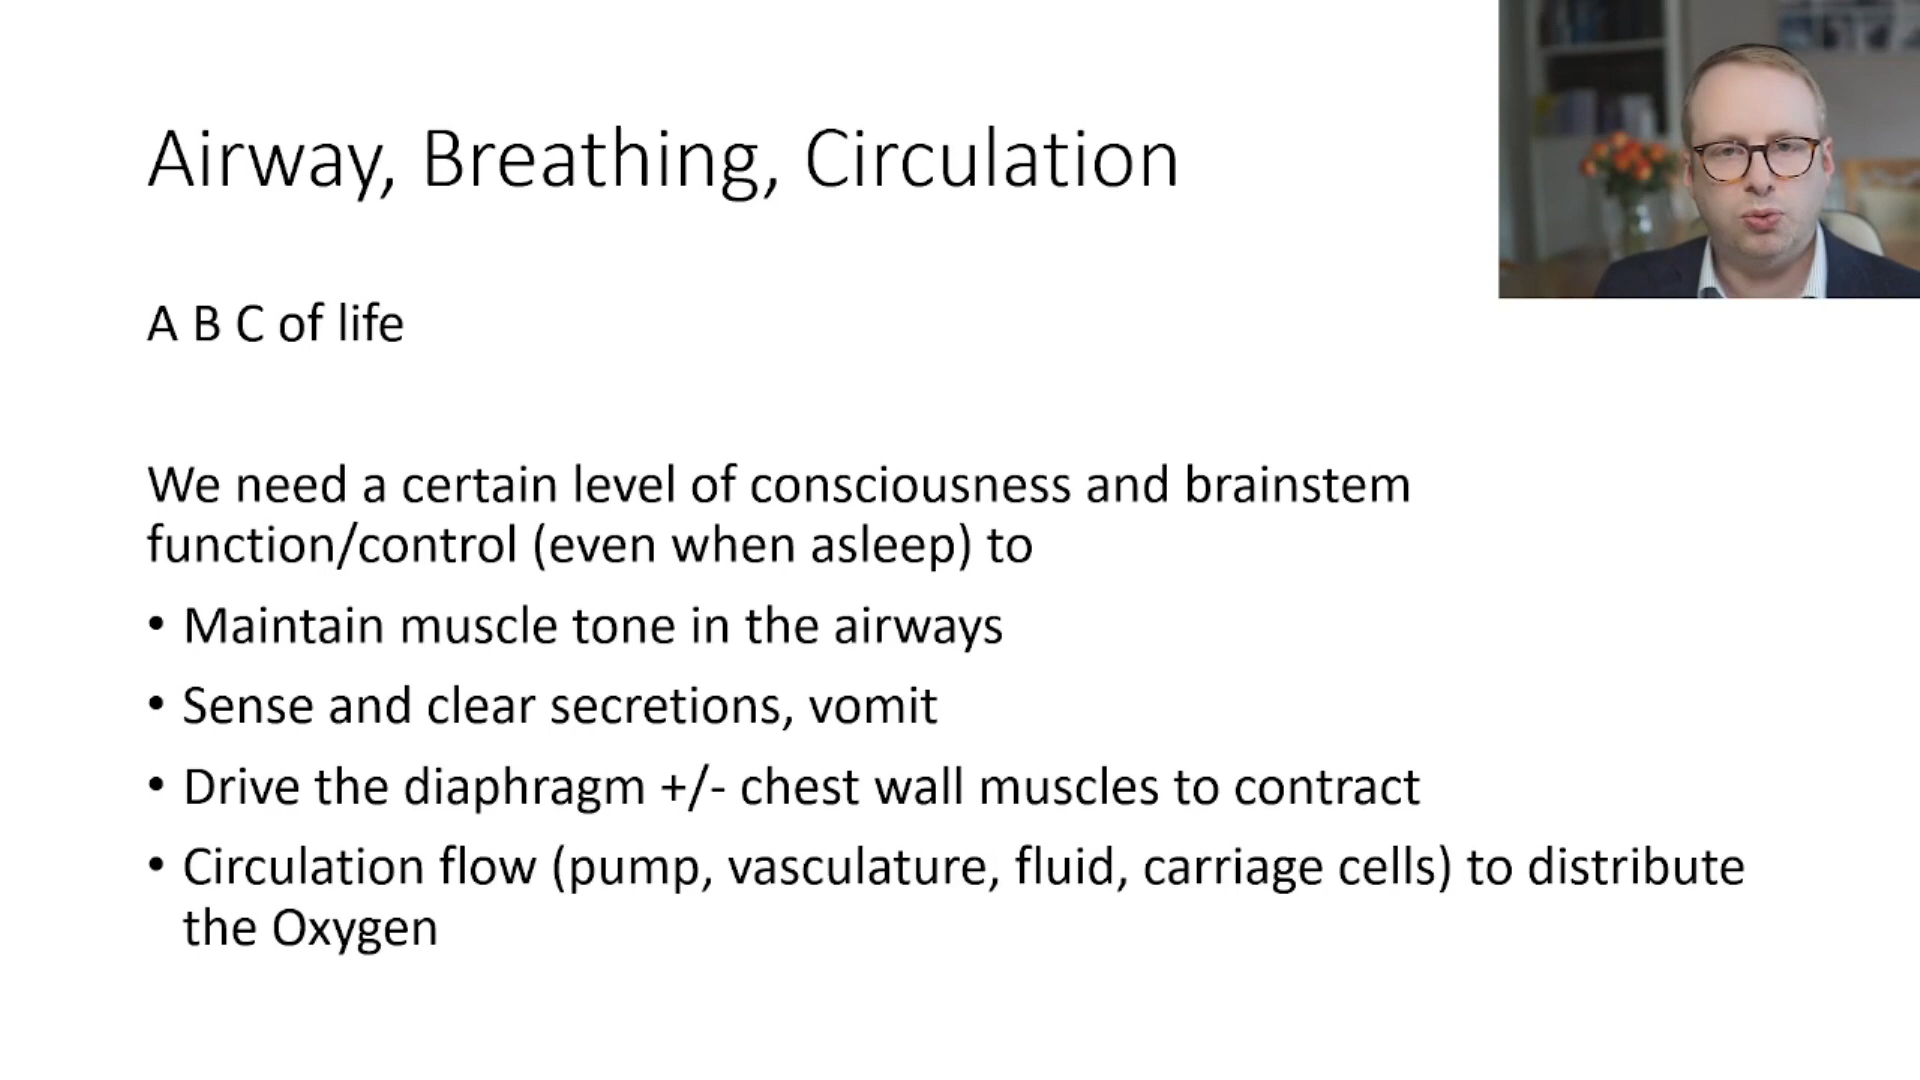 Airway, Breathing, Circulation
A B C of life
We need a certain level of consciousness and brainstem
function/control (even when asleep) to
• Maintain muscle tone in the airways
• Sense and clear secretions, vomit
• Drive the diaphragm +/- chest wall muscles to contract
• Circulation flow (pump, vasculature, fluid, carriage cells) to distribute
the Oxygen